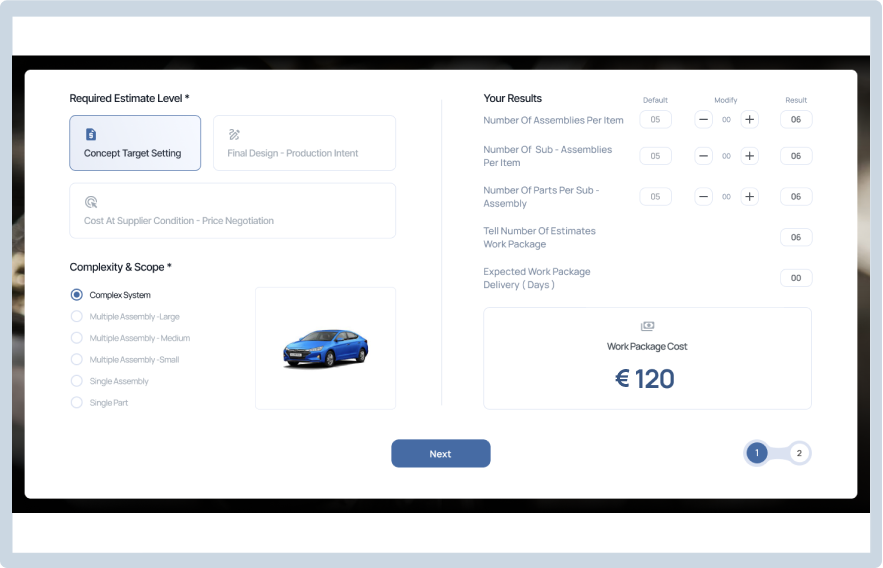 Required Estimate Level *
Concept Target Setting
Final Design - Production Intent
Cost At Supplier Condition - Price Negotiation
Complexity & Scope *
Complex System
Multiple Assembly -Large
Multiple Assembly - Medium
Multiple Assembly -Small
Single Assembly
Single Part
Your Results
Default
Modify
Result
Number Of Assemblies Per Item
05
00
06
Number Of Sub - Assemblies
Per Item
05
00
06
Number Of Parts Per Sub -
Assembly
05
00
06
Tell Number Of Estimates
Work Package
06
Expected Work Package
Delivery ( Days )
00
Work Package Cost
€ 120
Next
1
2